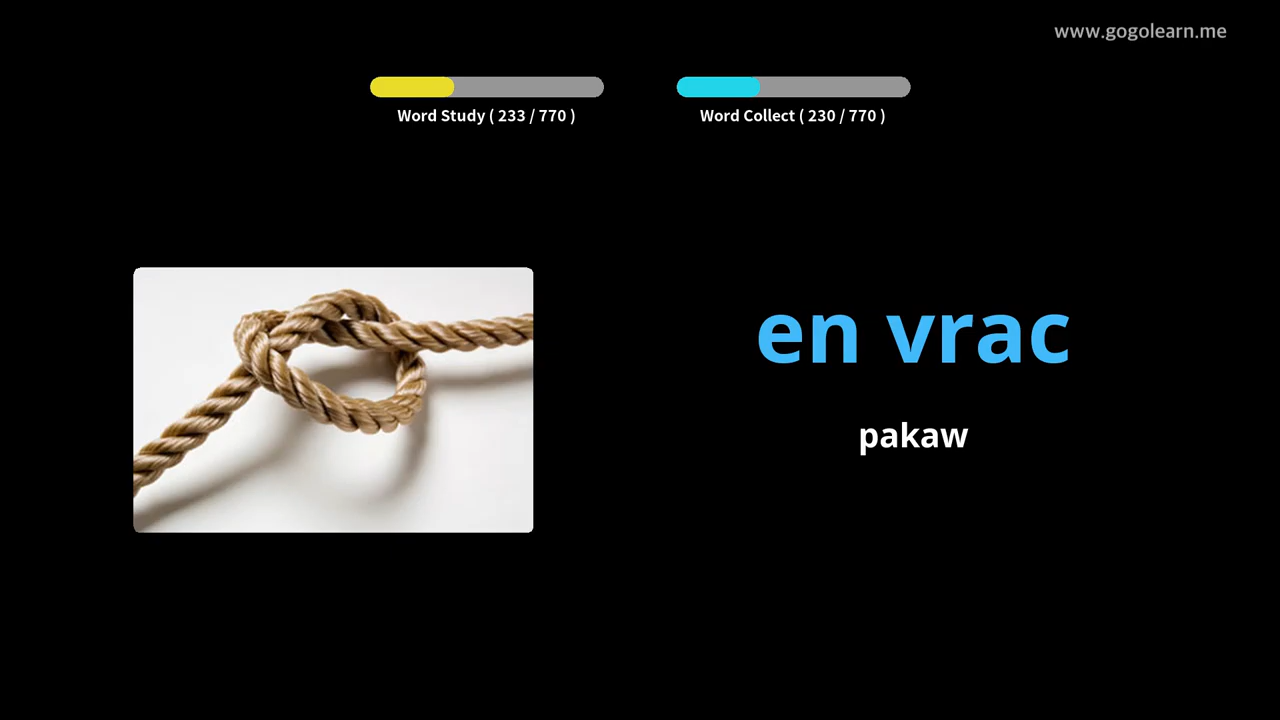 www.gogolearn.me
Word Study ( 233 / 770 )
Word Collect ( 230 / 770 )
en vrac
pakaw